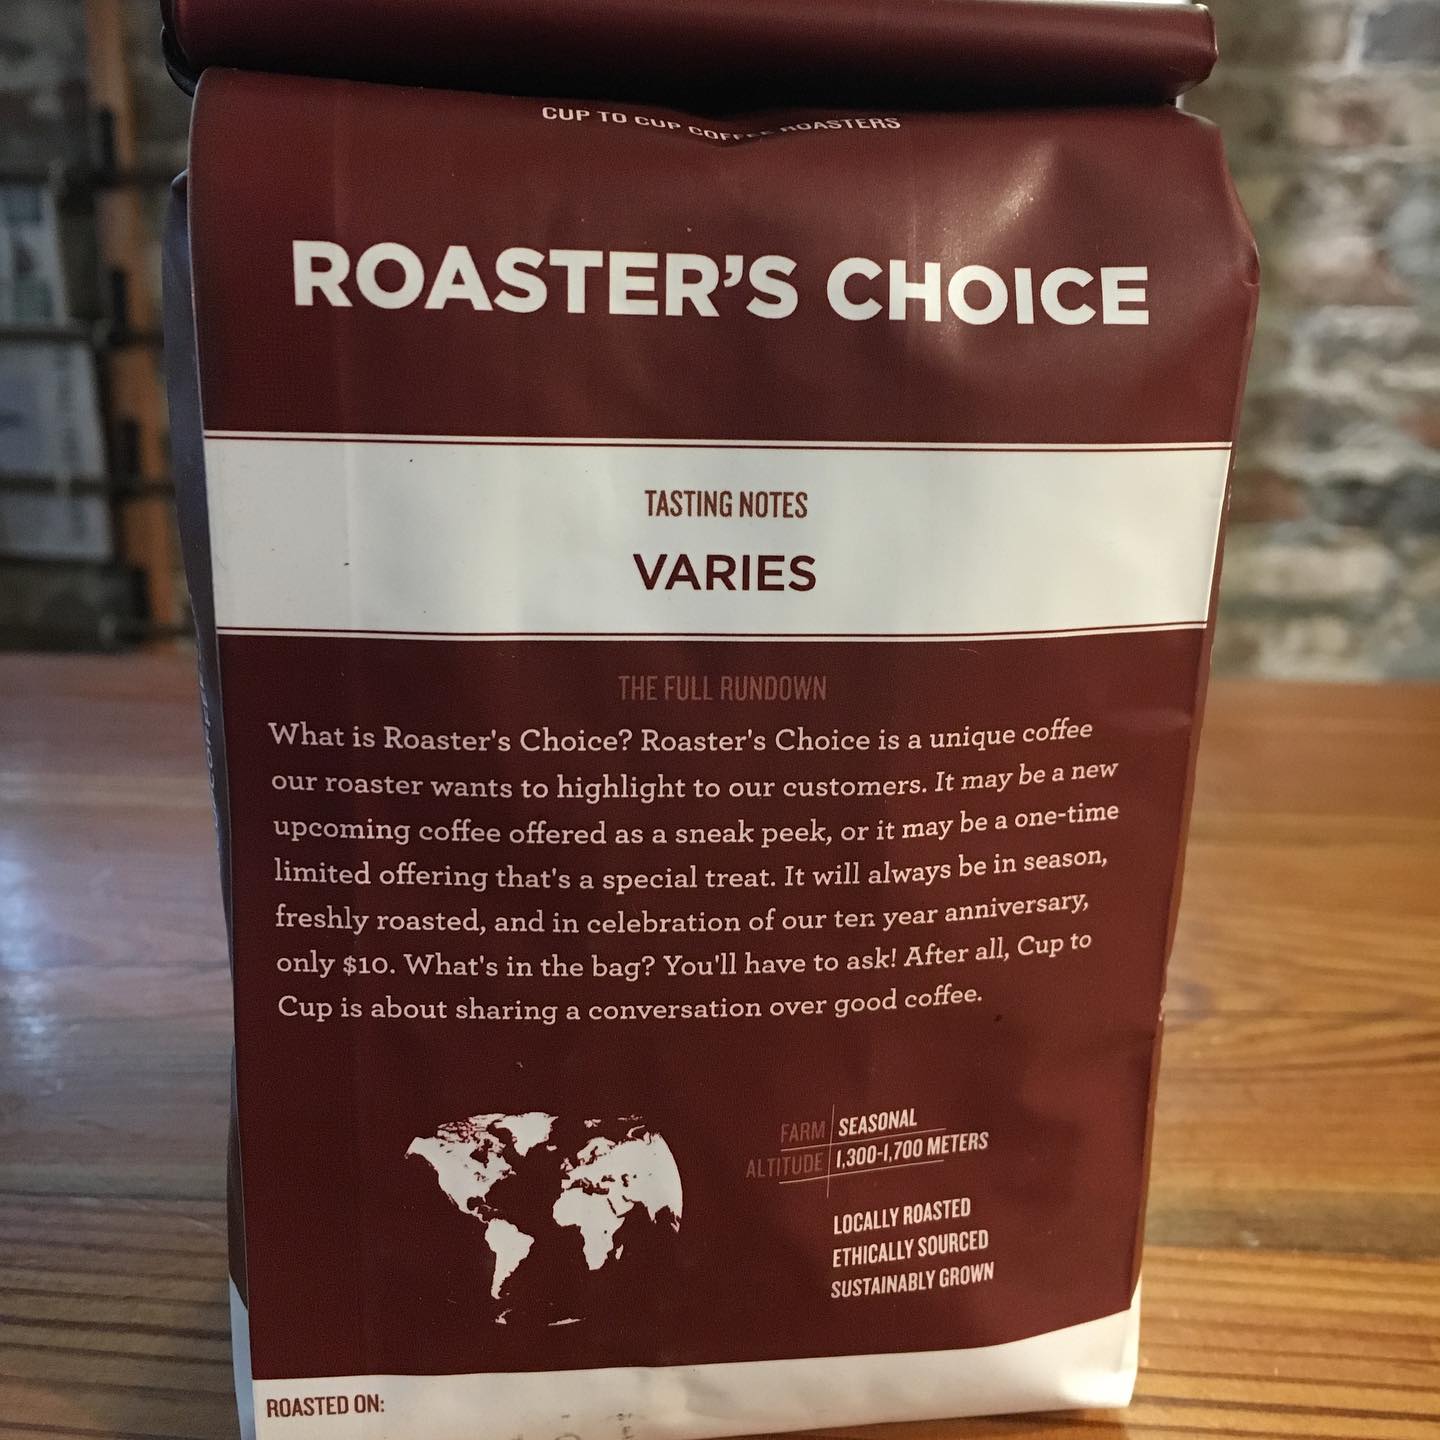 CUP TO CUP COFFEE ROASTERS
ROASTER'S CHOICE
TASTING NOTES
VARIES
THE FULL RUNDOWN
What is Roaster's Choice? Roaster's Choice is a unique coffee
our roaster wants to highlight to our customers. It may be a new
upcoming coffee offered as a sneak peek, or it may be a one-time
limited offering that's a special treat. It will always be in season,
freshly roasted, and in celebration of our ten year anniversary,
only $10. What's in the bag? You'll have to ask! After all, Cup to
Cup is about sharing a conversation over good coffee.
FARM SEASONAL
ALTITUDE 1,300-1,700 METERS
LOCALLY ROASTED
ETHICALLY SOURCED
SUSTAINABLY GROWN
ROASTED ON: